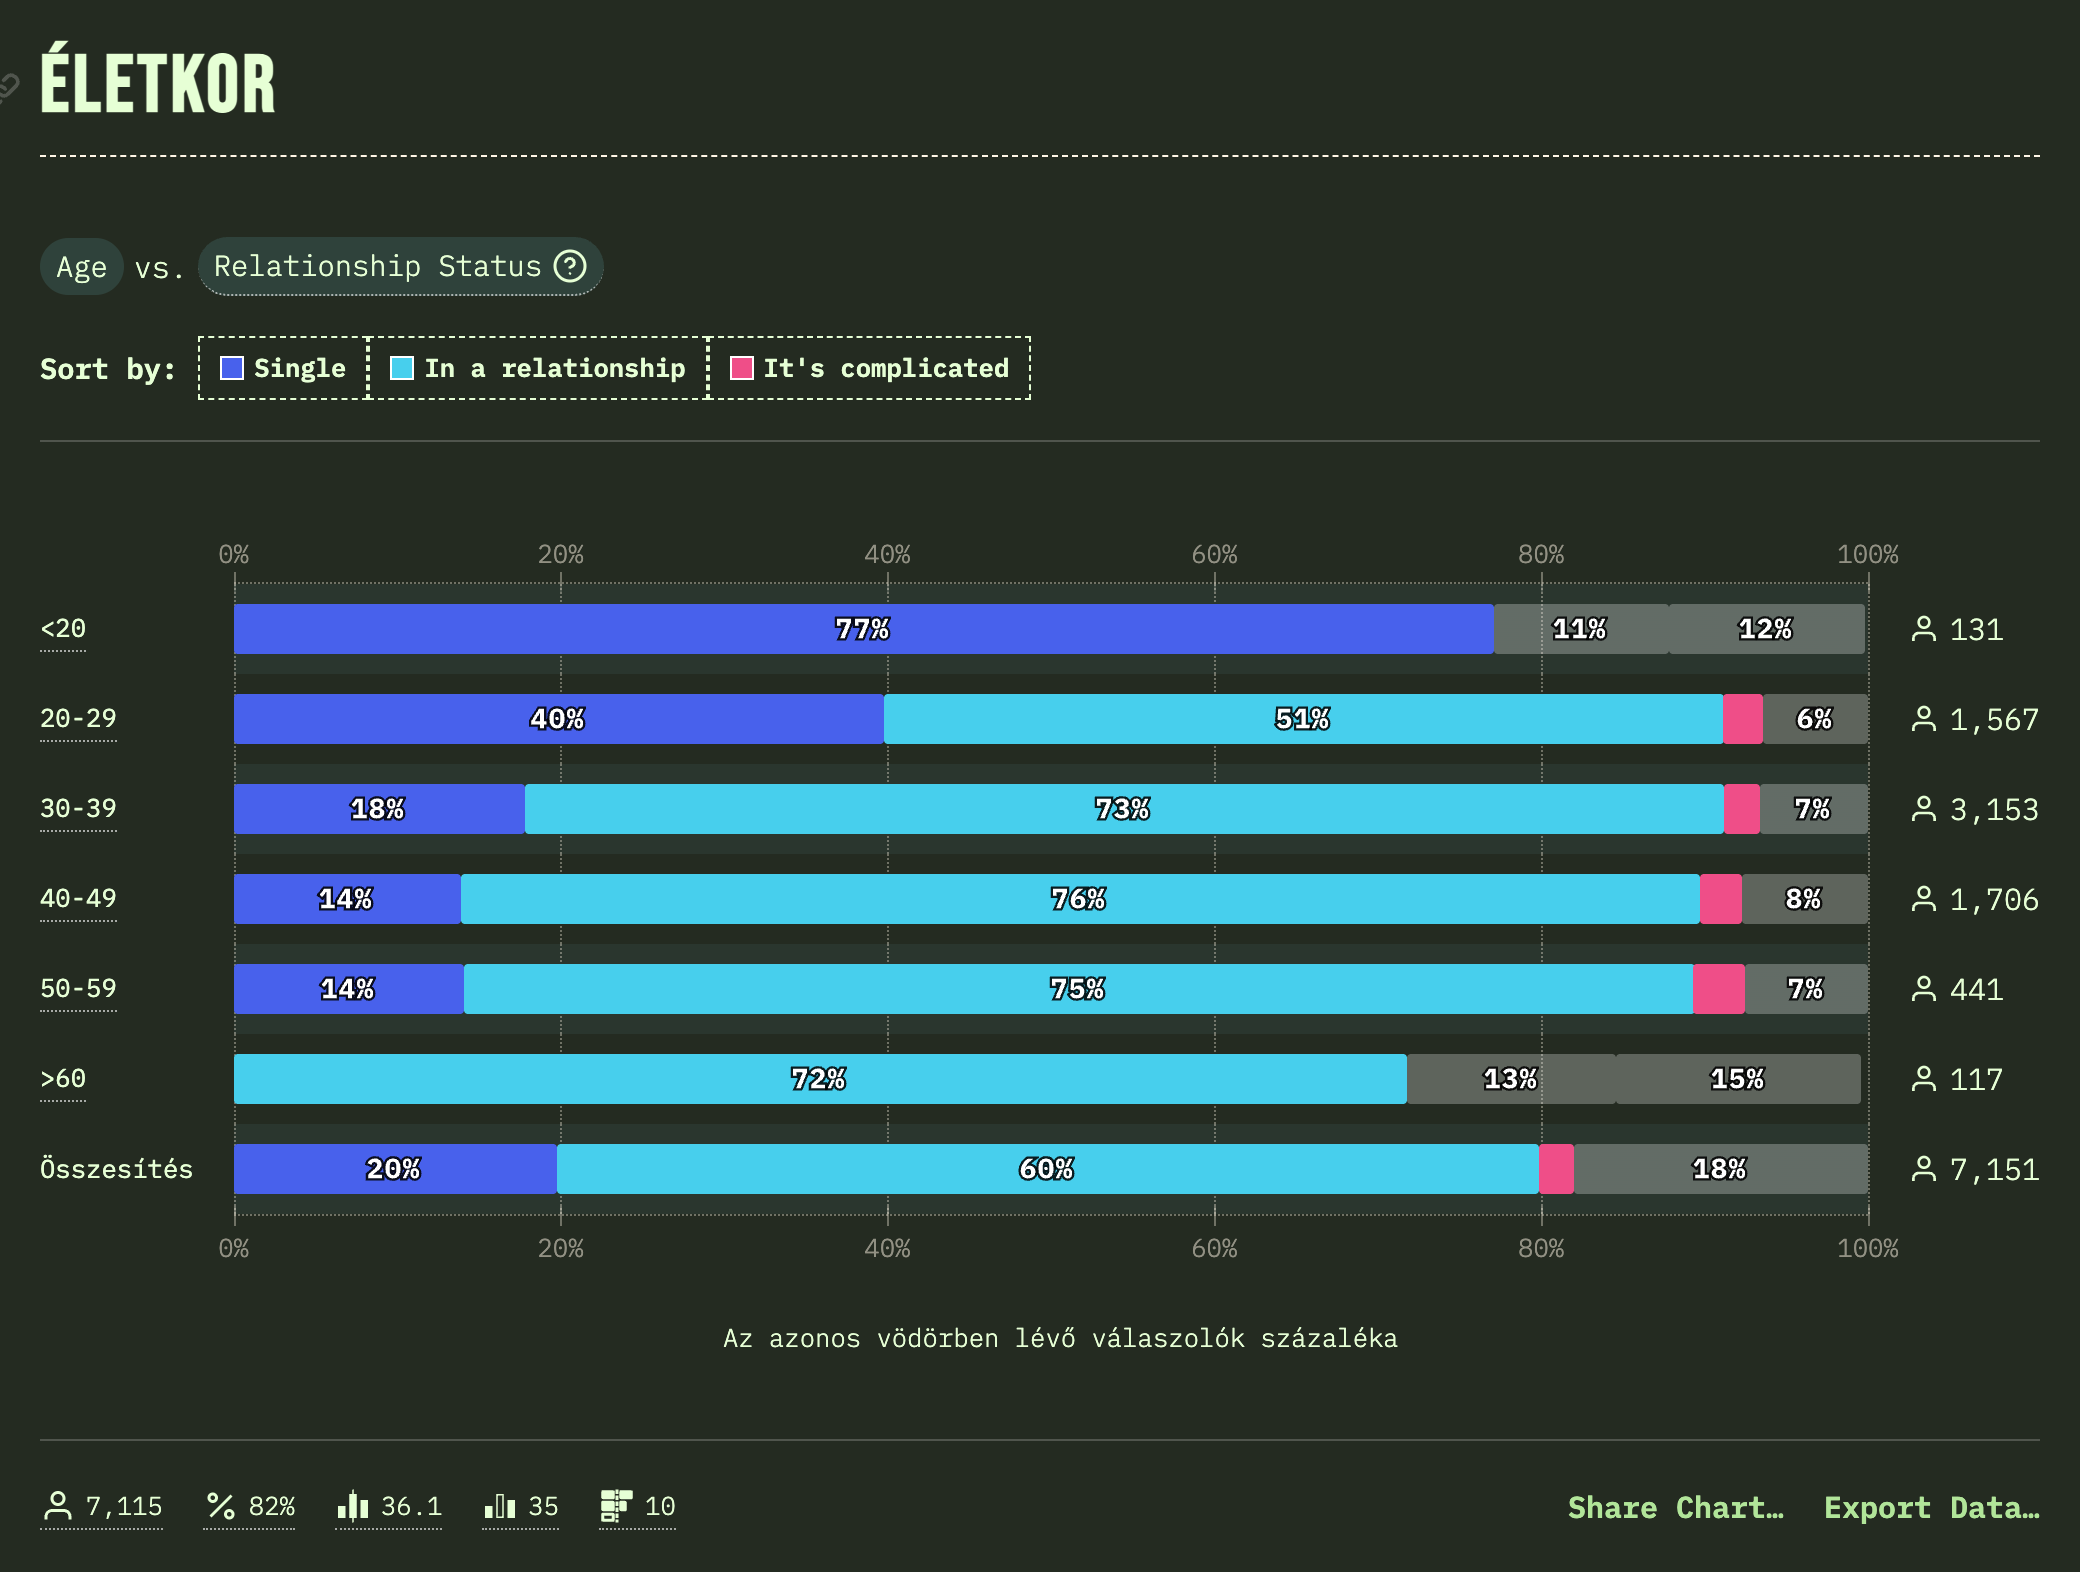 ÉLETKOR
Age vs. Relationship Status ?
Sort by: Single In a relationship It's complicated
0% 20% 40% 60% 80% 100%
<20 77% 11% 12% 131
20-29 40% 51% 6% 1,567
30-39 18% 73% 7% 3,153
40-49 14% 76% 8% 1,706
50-59 14% 75% 7% 441
>60 72% 13% 15% 117
Összesítés 20% 60% 18% 7,151
0% 20% 40% 60% 80% 100%
Az azonos vödörben lévő válaszolók százaléka
7,115 82% 36.1 35 10 Share Chart… Export Data…